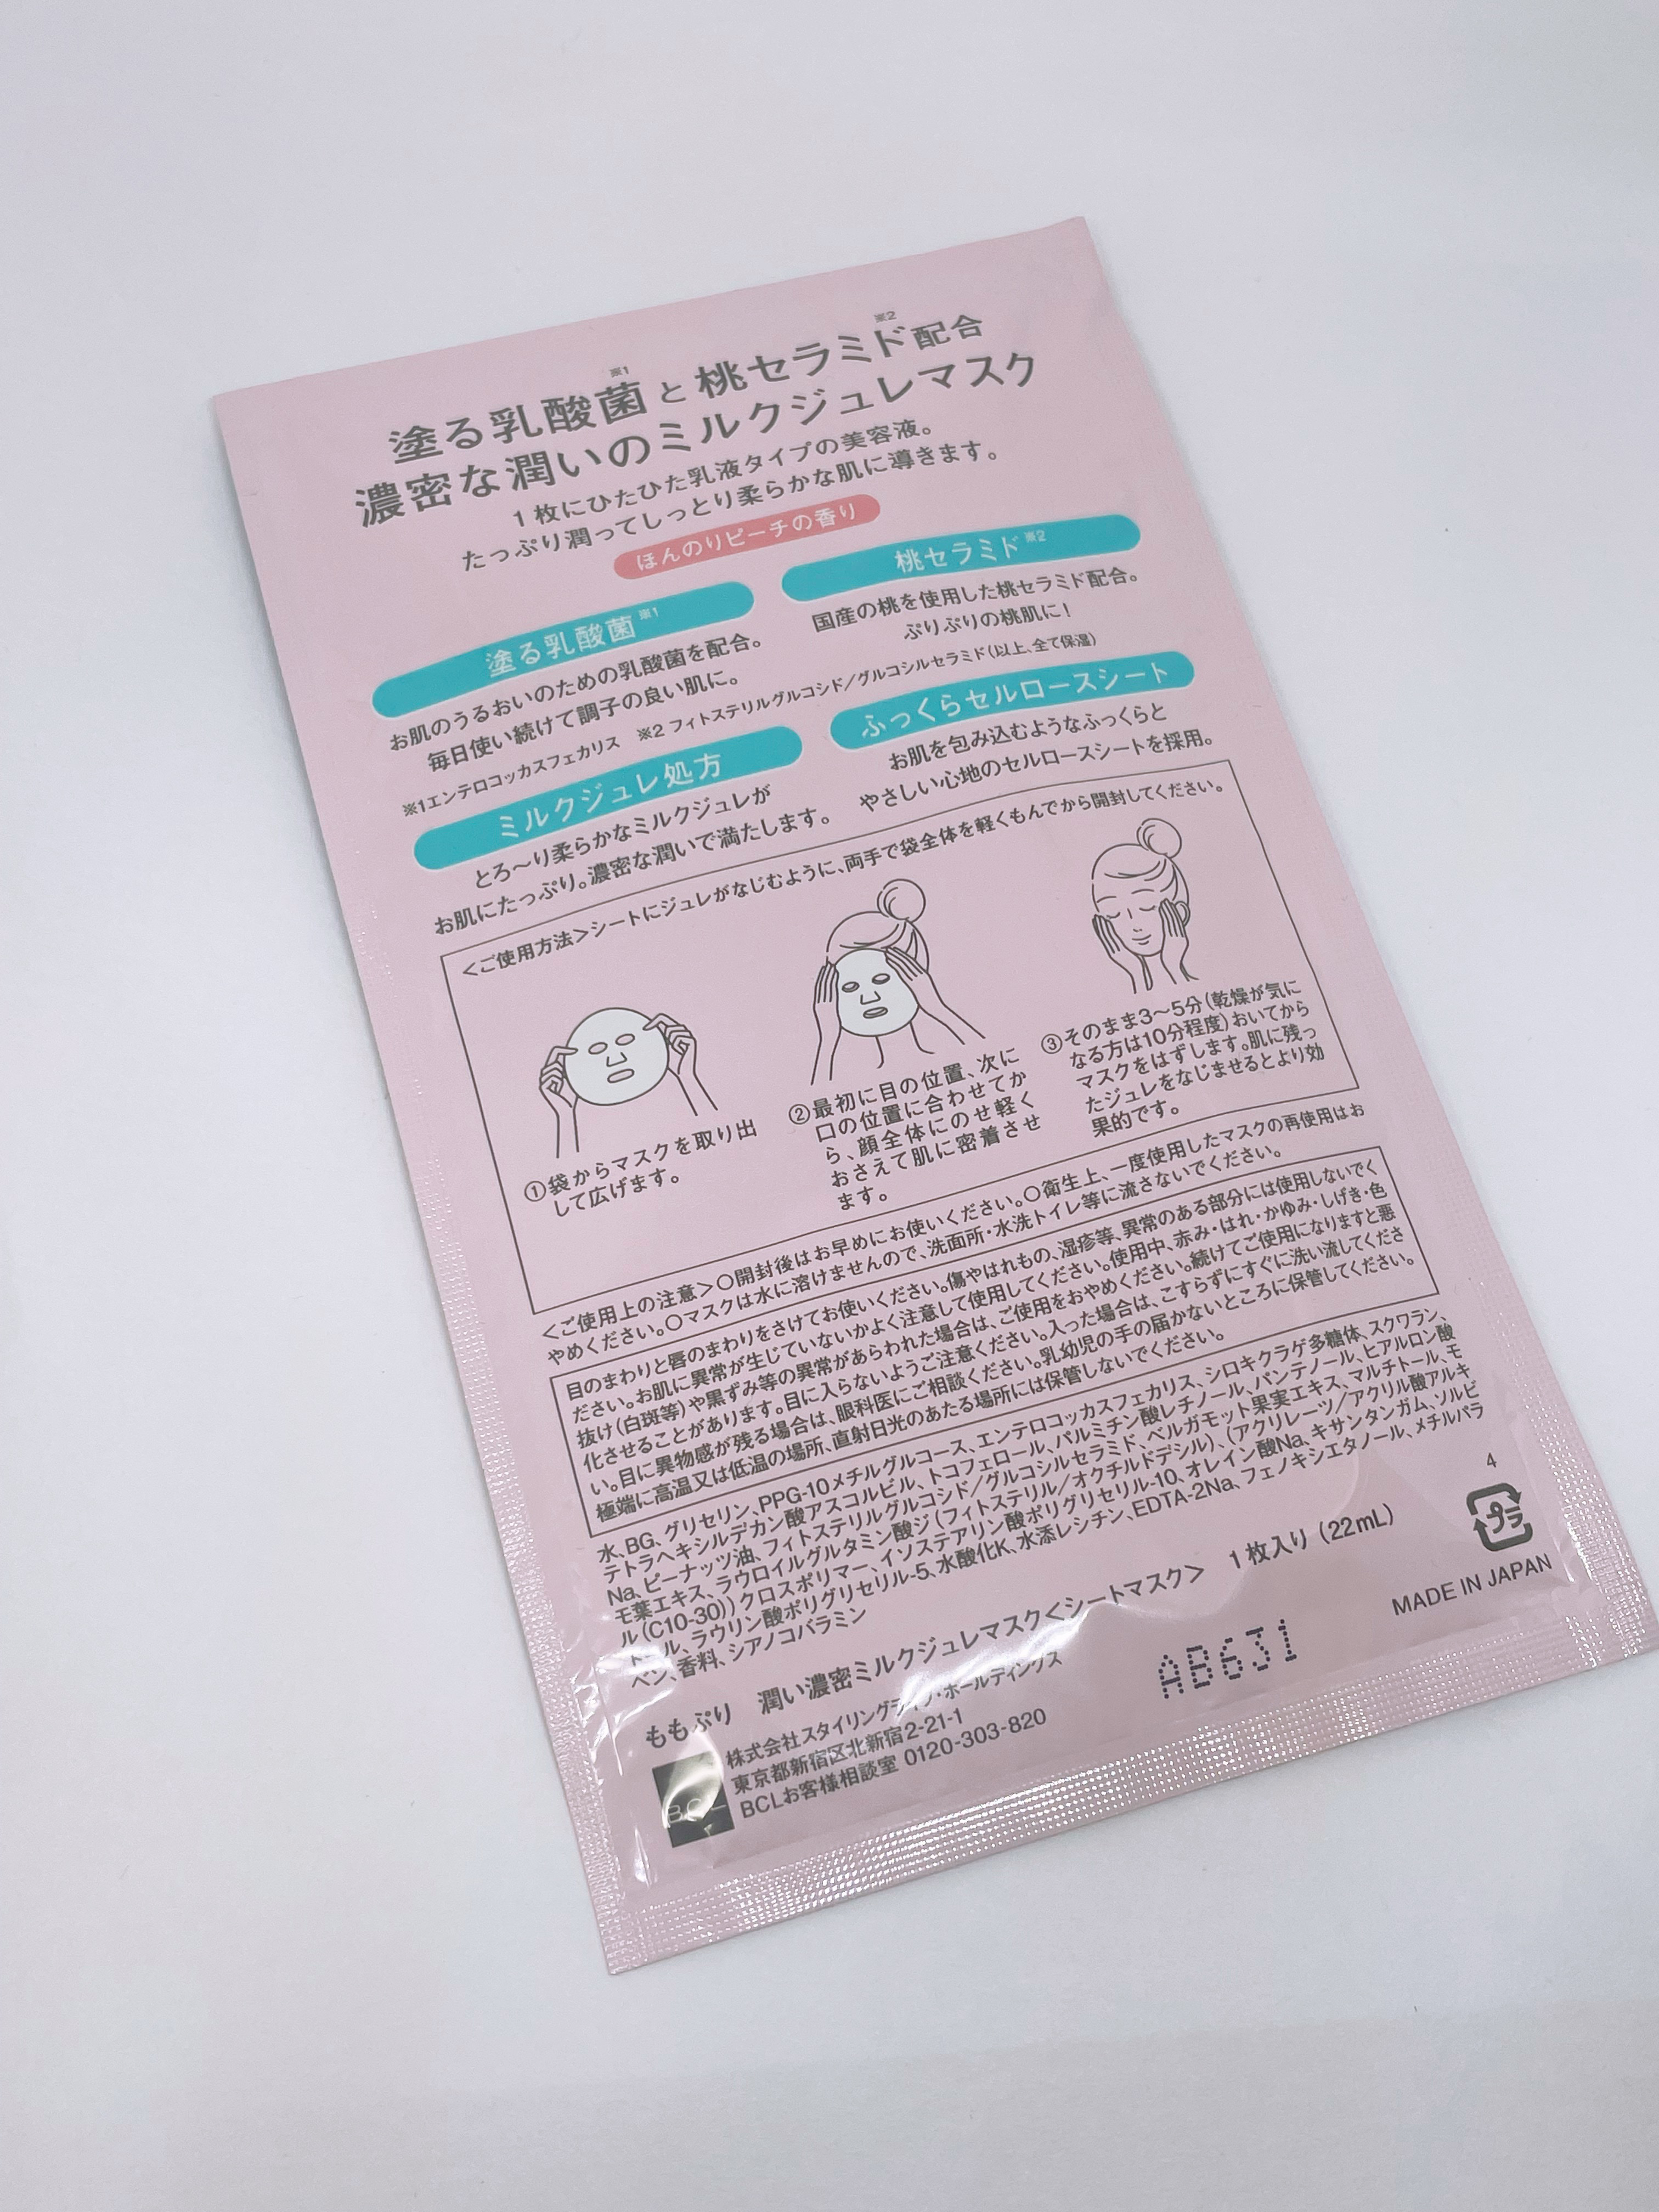 塗る乳酸菌※1と桃セラミド※2配合
濃密な潤いのミルクジュレマスク
1枚にひたひた乳液タイプの美容液。
たっぷり潤ってしっとり柔らかな肌に導きます。
ほんのりピーチの香り
塗る乳酸菌※1
お肌のうるおいのための乳酸菌を配合。
毎日使い続けて調子の良い肌に。
桃セラミド※2
国産の桃を使用した桃セラミド配合。
ぷりぷりの桃肌に!
※1エンテロコッカスフェカリス ※2 フィトステリルグルコシド/グルコシルセラミド(以上、全て保湿)
ミルクジュレ処方
とろ〜り柔らかなミルクジュレが
お肌にたっぷり。濃密な潤いで満たします。
ふっくらセルロースシート
お肌を包み込むようなふっくらと
やさしい心地のセルロースシートを採用。
<ご使用方法>シートにジュレがなじむように、両手で袋全体を軽くもんでから開封してください。
①袋からマスクを取り出
して広げます。
②最初に目の位置、次に
口の位置に合わせてか
ら、顔全体にのせ軽く
おさえて肌に密着させ
ます。
③そのまま3〜5分(乾燥が気に
なる方は10分程度)おいてから
マスクをはずします。肌に残っ
たジュレをなじませるとより効
果的です。
<ご使用上の注意>〇開封後はお早めにお使いください。〇衛生上、一度使用したマスクの再使用はお
やめください。〇マスクは水に溶けませんので、洗面所・水洗トイレ等に流さないでください。
目のまわりと唇のまわりをさけてお使いください。傷やはれもの、湿疹等、異常のある部分には使用しないでく
ださい。お肌に異常が生じていないかよく注意して使用してください。使用中、赤み・はれ・かゆみ・しげき・色
抜け(白斑等)や黒ずみ等の異常があらわれた場合は、ご使用をおやめください。続けてご使用になりますと悪
化させることがあります。目に入らないようご注意ください。入った場合は、こすらずにすぐに洗い流してくださ
い。目に異物感が残る場合は、眼科医にご相談ください。乳幼児の手の届かないところに保管してください。
極端に高温又は低温の場所、直射日光のあたる場所には保管しないでください。
水、BG、グリセリン、PPG-10メチルグルコース、エンテロコッカスフェカリス、シロキクラゲ多糖体、スクワラン、
テトラヘキシルデカン酸アスコルビル、トコフェロール、パルミチン酸レチノール、パンテノール、ヒアルロン酸
Na、ピーナッツ油、フィトステリルグルコシド/グルコシルセラミド、ベルガモット果実エキス、マルチトール、モ
モ葉エキス、ラウロイルグルタミン酸ジ(フィトステリル/オクチルドデシル)、(アクリレーツ/アクリル酸アルキ
ル(C10-30))クロスポリマー、イソステアリン酸ポリグリセリル-10、オレイン酸Na、キサンタンガム、ソルビ
トール、ラウリン酸ポリグリセリル-5、水酸化K、水添レシチン、EDTA-2Na、フェノキシエタノール、メチルパラ
ベン、香料、シアノコバラミン
4
プラ
ももぷり 潤い濃密ミルクジュレマスク<シートマスク> 1枚入り(22mL)
MADE IN JAPAN
BCL
株式会社スタイリングライフ・ホールディングス
東京都新宿区北新宿2-21-1
BCLお客様相談室 0120-303-820
AB631